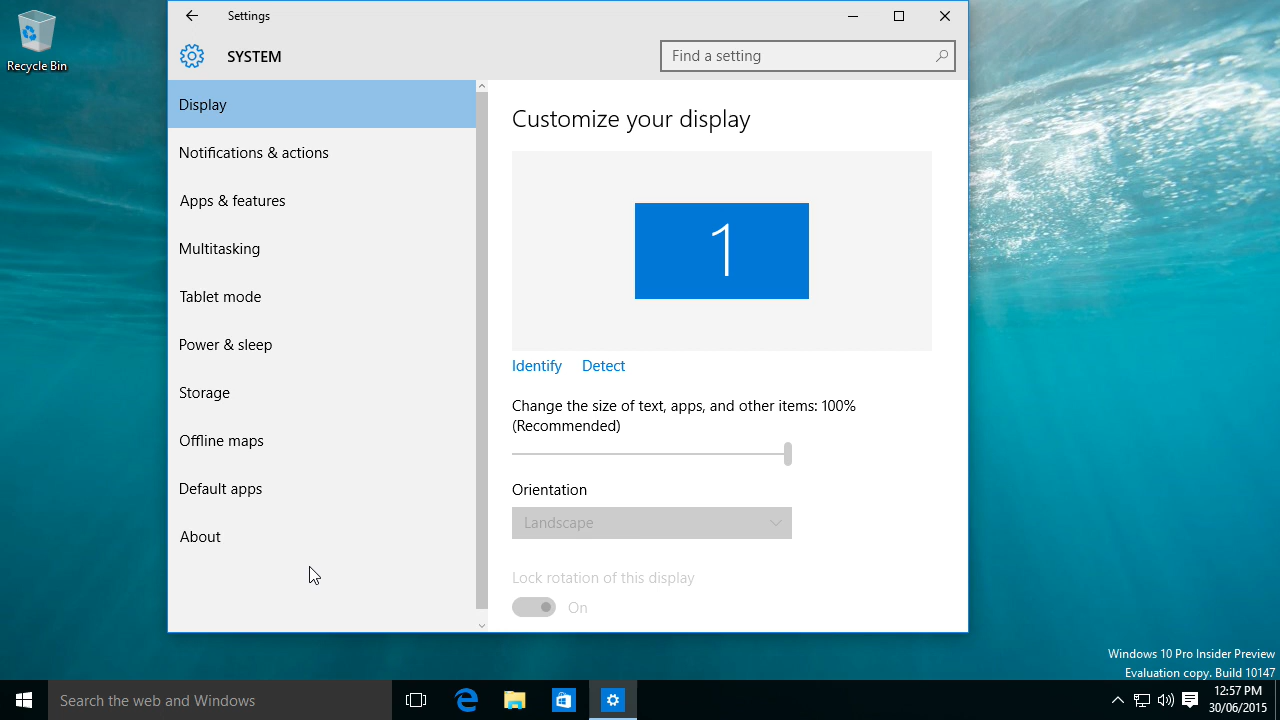 Recycle Bin
Settings
SYSTEM
Find a setting
Display
Notifications & actions
Apps & features
Multitasking
Tablet mode
Power & sleep
Storage
Offline maps
Default apps
About
Customize your display
1
Identify Detect
Change the size of text, apps, and other items: 100%
(Recommended)
Orientation
Landscape
Lock rotation of this display
On
Windows 10 Pro Insider Preview
Evaluation copy. Build 10147
Search the web and Windows
12:57 PM
30/06/2015